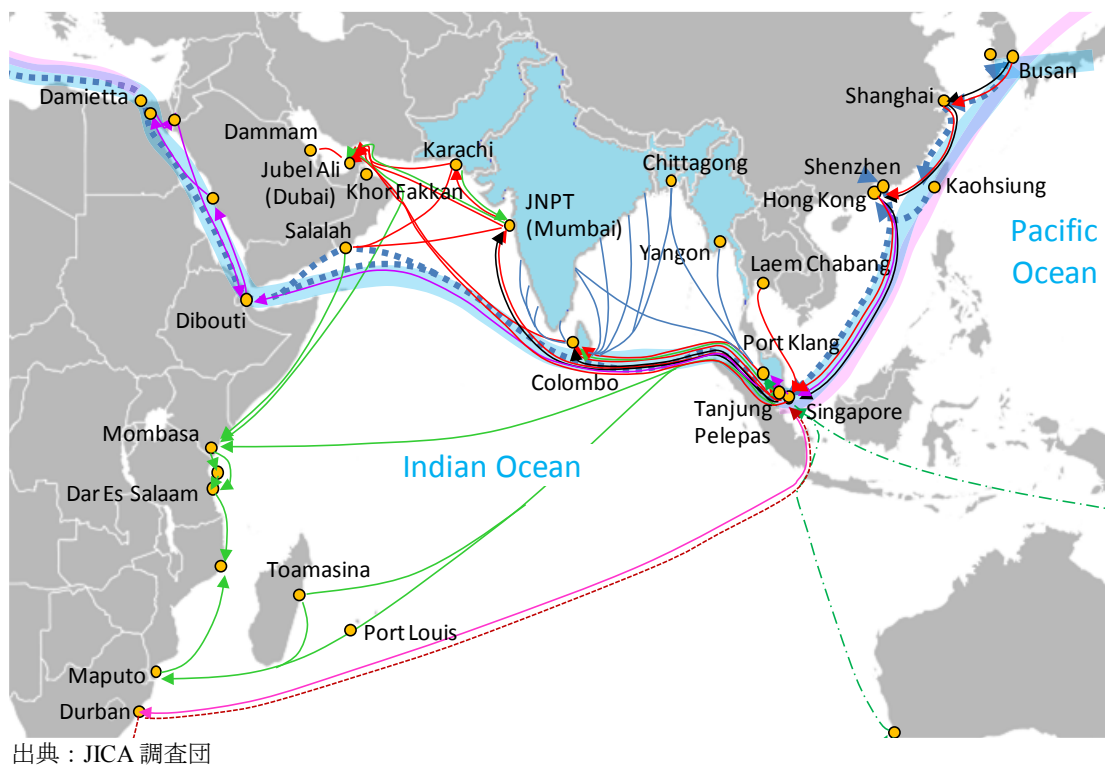 Busan
Damietta
Shanghai
Dammam
Karachi
Chittagong
Jubel Ali
(Dubai)
Khor Fakkan
Shenzhen
Hong Kong
Kaohsiung
JNPT
(Mumbai)
Salalah
Yangon
Laem Chabang
Pacific
Ocean
Dibouti
Port Klang
Colombo
Tanjung
Pelepas
Singapore
Mombasa
Indian Ocean
Dar Es Salaam
Toamasina
Port Louis
Maputo
Durban
出典：JICA 調査団